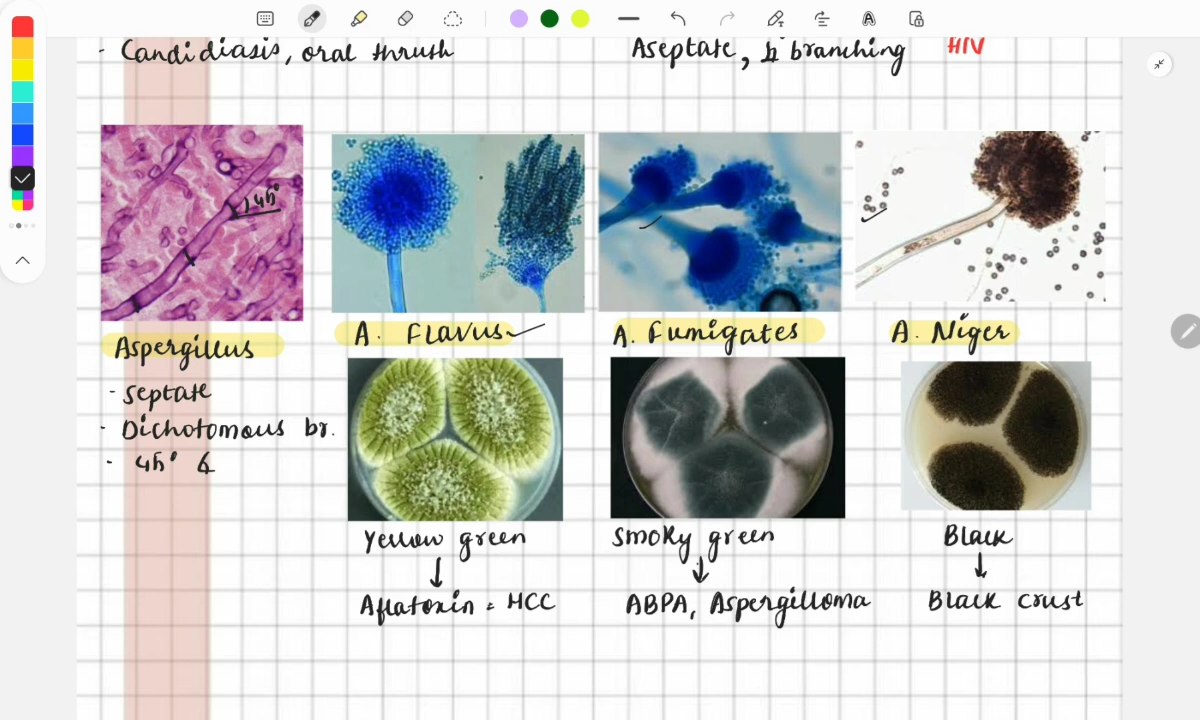 - Candidiasis, oral thrush
Aseptate, branching
HIV
45°
Aspergillus
- Septate
- Dichotomous br.
- 45°
A. Flavus
Yellow green
↓
Aflatoxin = HCC
A. Fumigates
Smoky green
↓
ABPA, Aspergilloma
A. Niger
Black
↓
Black crust